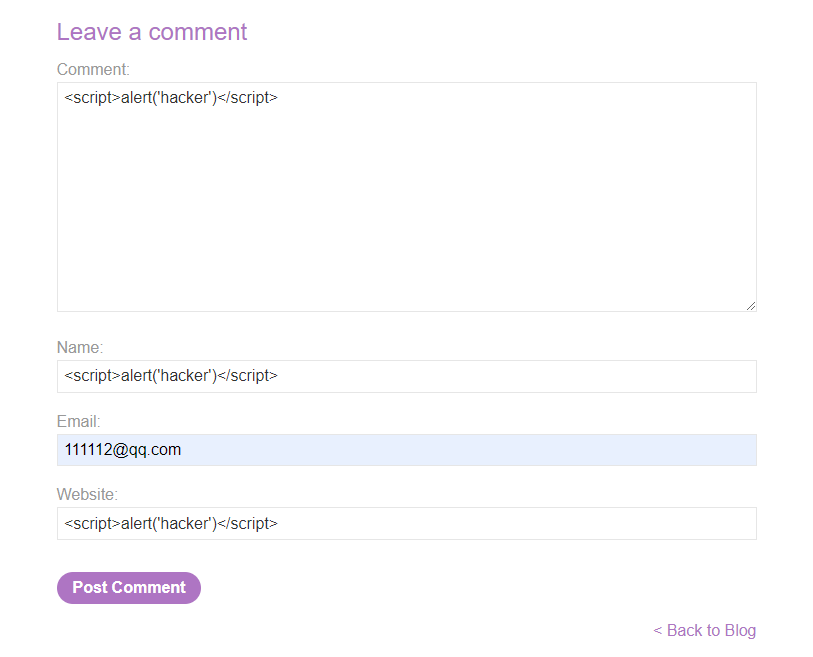 Leave a comment
Comment:
<script>alert('hacker')</script>
Name:
<script>alert('hacker')</script>
Email:
111112@qq.com
Website:
<script>alert('hacker')</script>
Post Comment
< Back to Blog